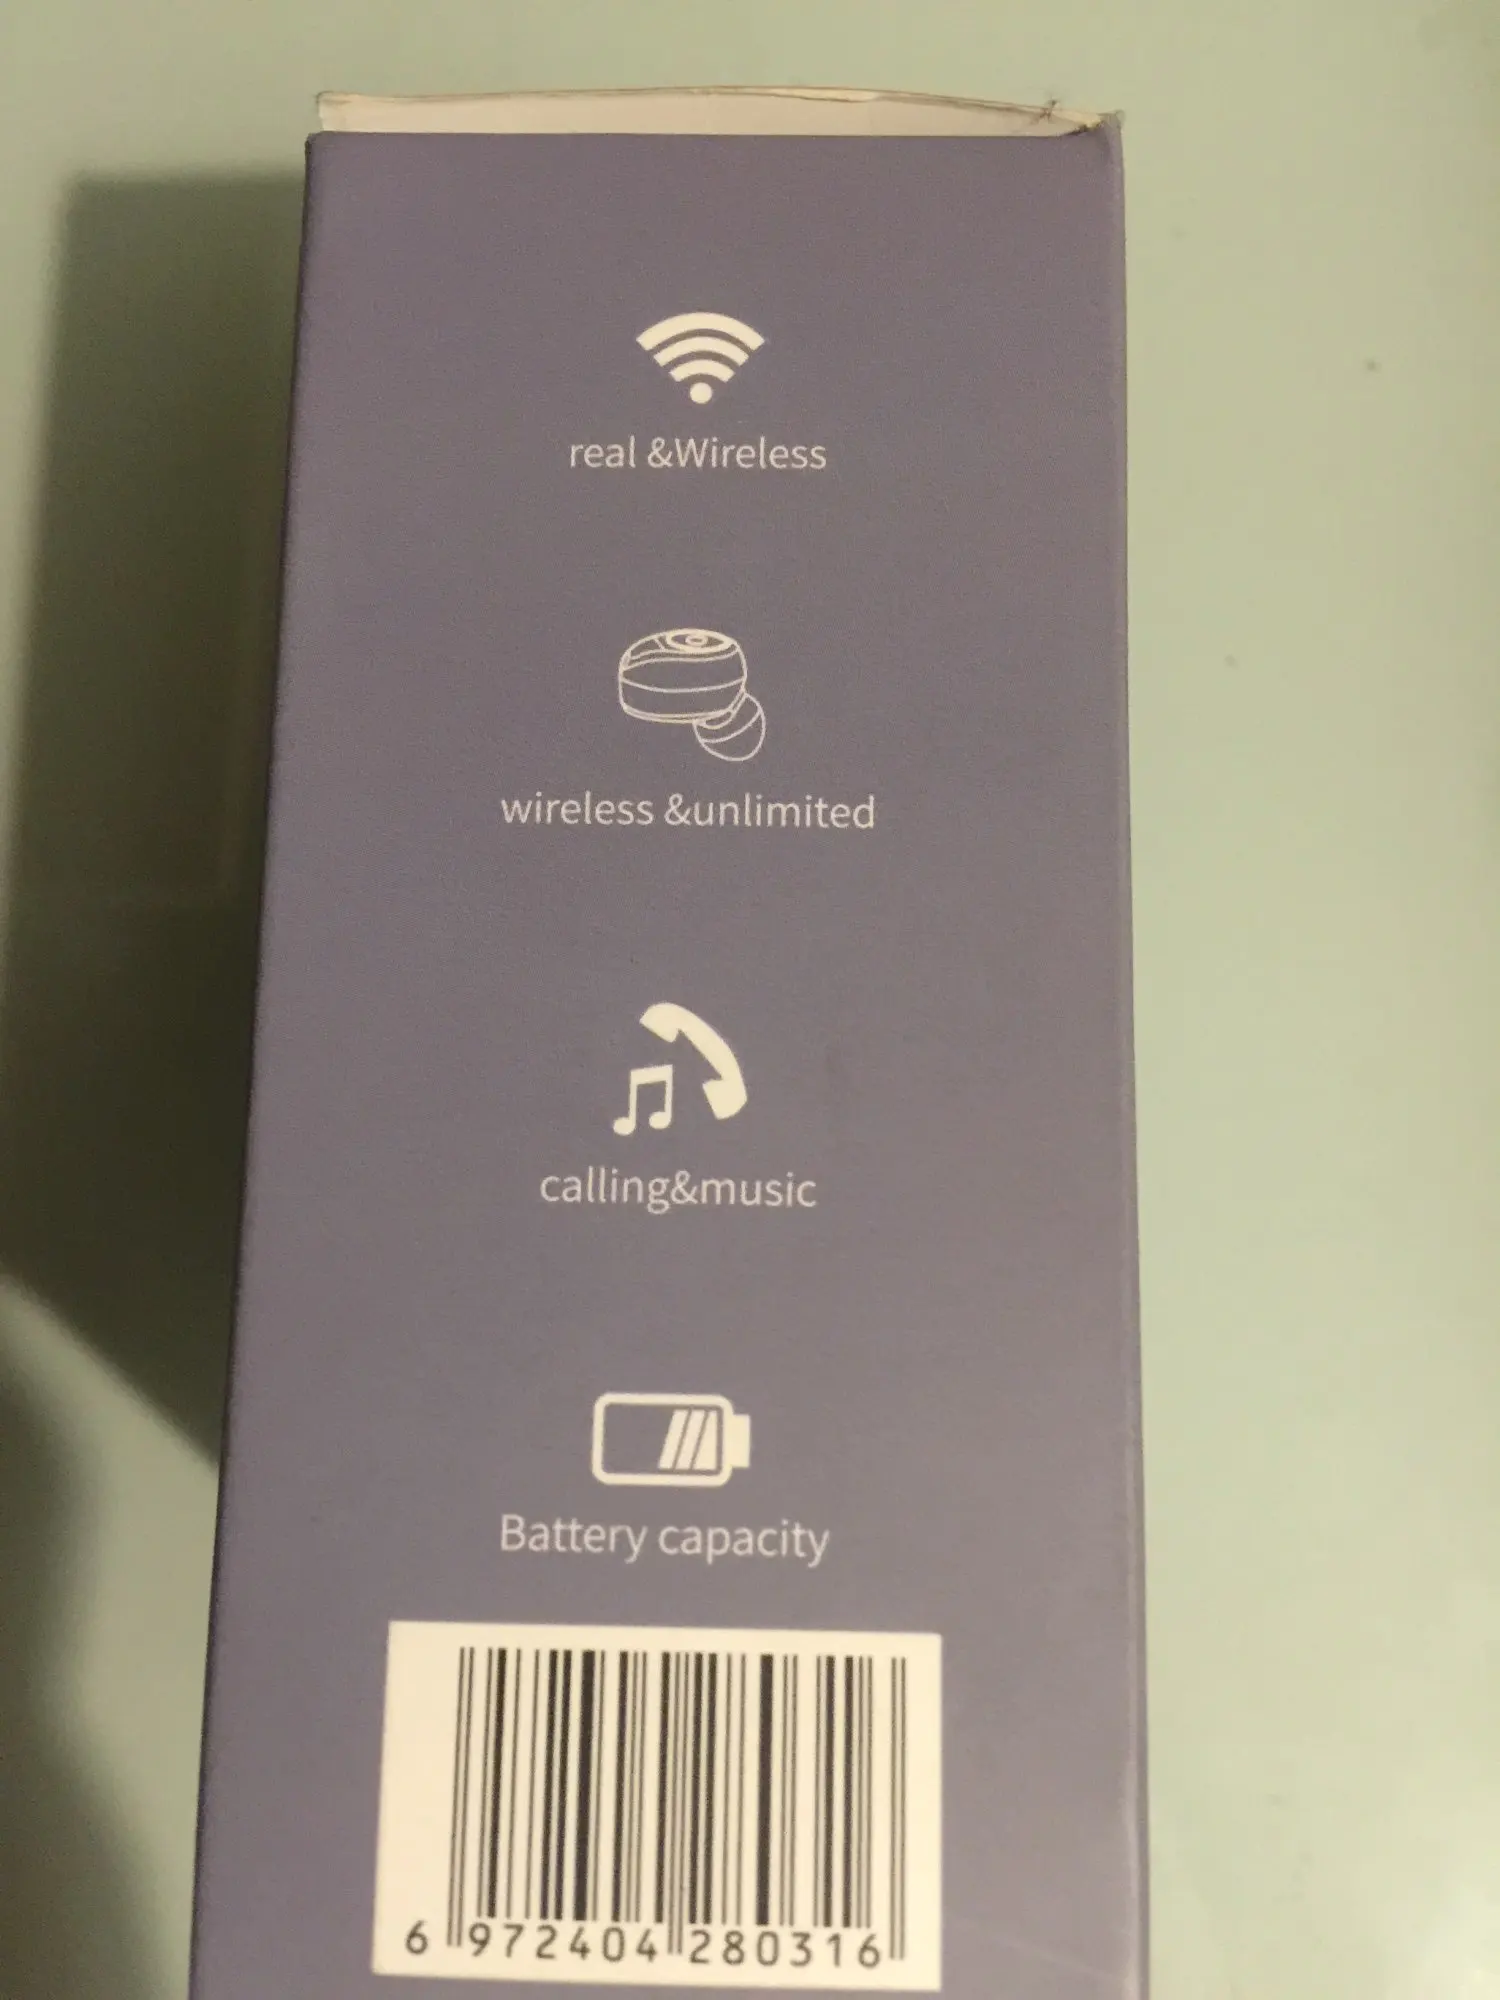 real &Wireless
wireless &unlimited
calling&music
Battery capacity
6 972404 280316